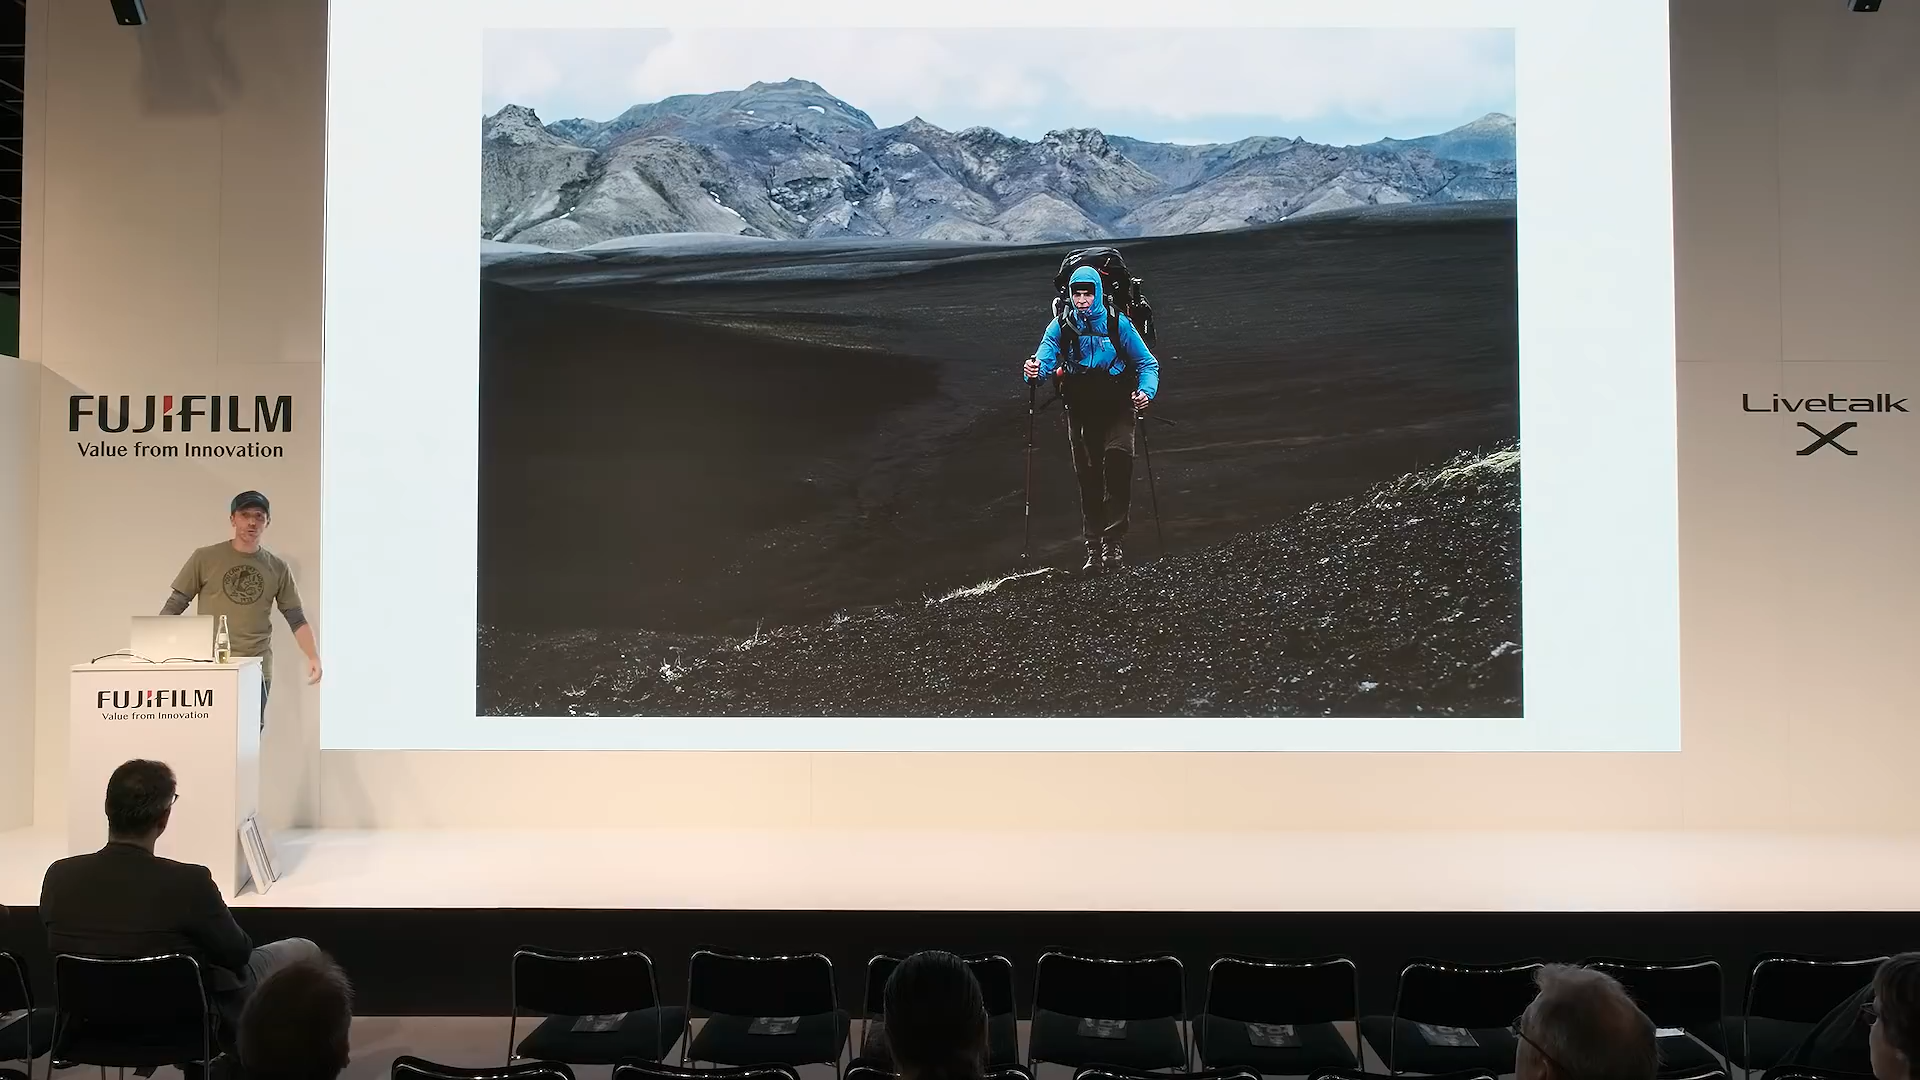 FUJIFILM
Value from Innovation
Livetalk
X
FUJIFILM
Value from Innovation